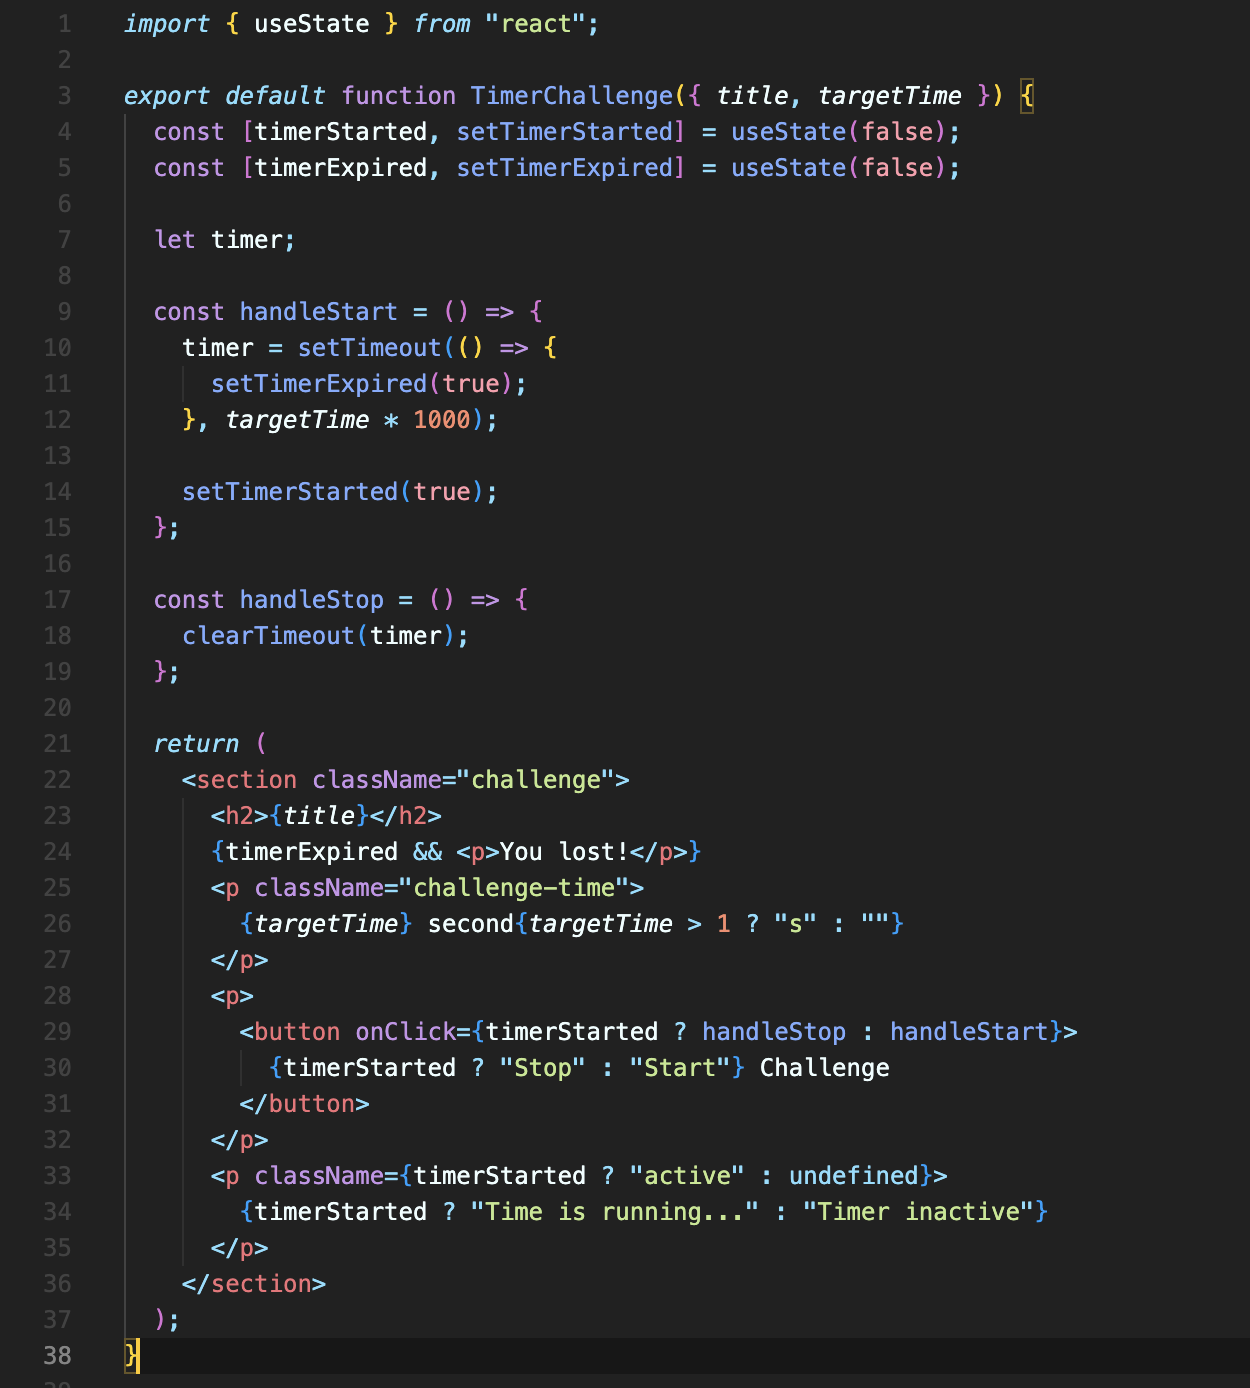 1 import { useState } from "react";
2
3 export default function TimerChallenge({ title, targetTime }) {
4 const [timerStarted, setTimerStarted] = useState(false);
5 const [timerExpired, setTimerExpired] = useState(false);
6
7 let timer;
8
9 const handleStart = () => {
10 timer = setTimeout(() => {
11 setTimerExpired(true);
12 }, targetTime * 1000);
13
14 setTimerStarted(true);
15 };
16
17 const handleStop = () => {
18 clearTimeout(timer);
19 };
20
21 return (
22 <section className="challenge">
23 <h2>{title}</h2>
24 {timerExpired && <p>You lost!</p>}
25 <p className="challenge-time">
26 {targetTime} second{targetTime > 1 ? "s" : ""}
27 </p>
28 <p>
29 <button onClick={timerStarted ? handleStop : handleStart}>
30 {timerStarted ? "Stop" : "Start"} Challenge
31 </button>
32 </p>
33 <p className={timerStarted ? "active" : undefined}>
34 {timerStarted ? "Time is running..." : "Timer inactive"}
35 </p>
36 </section>
37 );
38 }